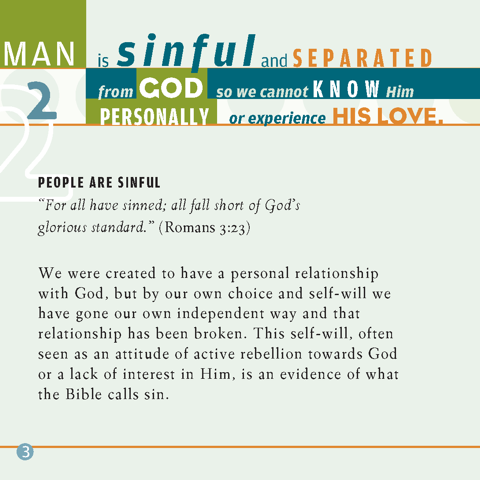 MAN is sinful and SEPARATED
2 from GOD so we cannot KNOW Him
PERSONALLY or experience HIS LOVE.
2
PEOPLE ARE SINFUL
“For all have sinned; all fall short of God’s
glorious standard.” (Romans 3:23)
We were created to have a personal relationship
with God, but by our own choice and self-will we
have gone our own independent way and that
relationship has been broken. This self-will, often
seen as an attitude of active rebellion towards God
or a lack of interest in Him, is an evidence of what
the Bible calls sin.
3